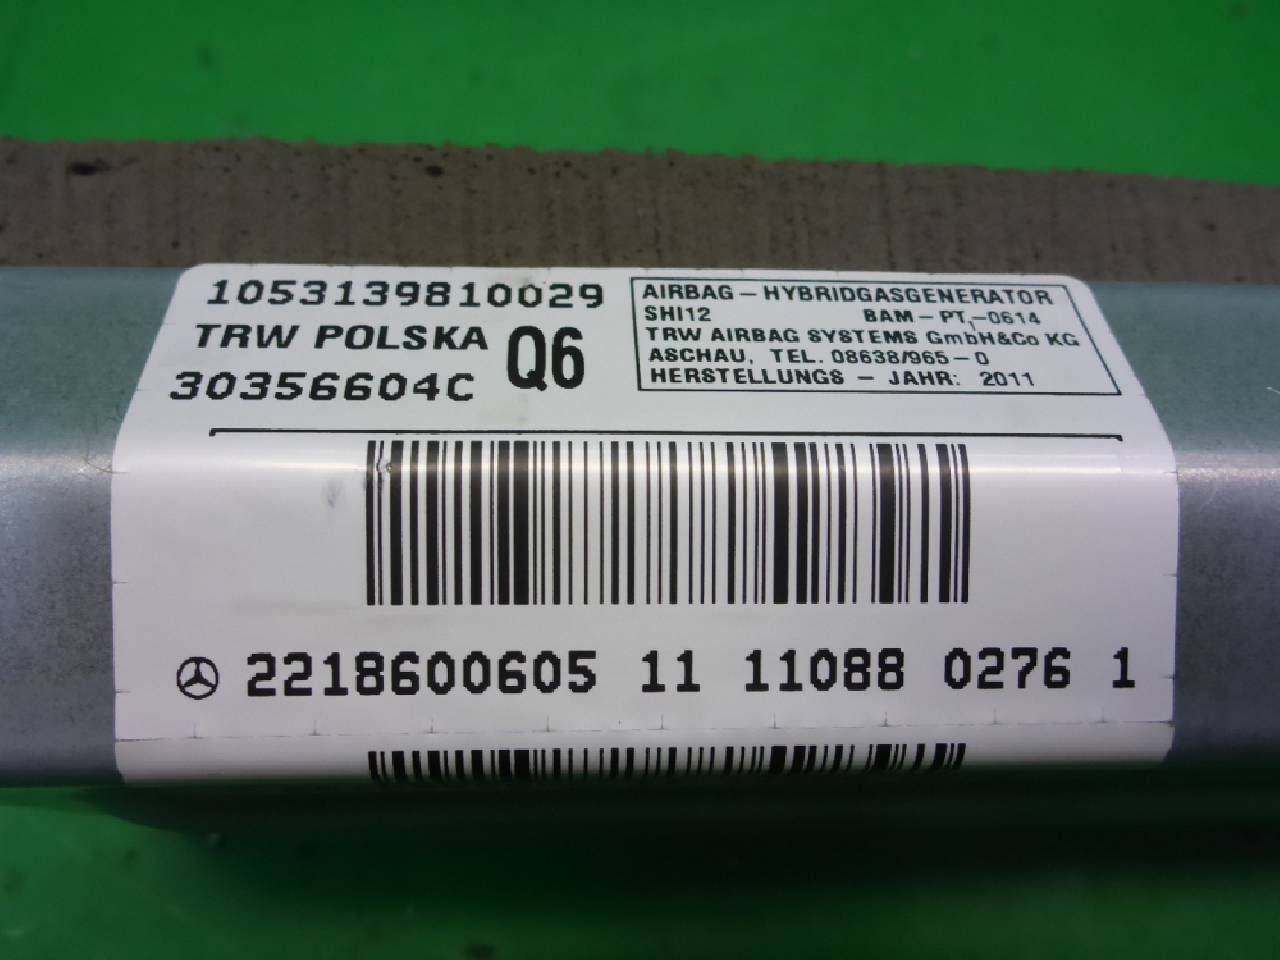 1053139810029
TRW POLSKA Q6
30356604C
AIRBAG – HYBRIDGASGENERATOR
SHI12 BAM – PT₁ – 0614
TRW AIRBAG SYSTEMS GmbH&Co KG
ASCHAU, TEL. 08638/965 – 0
HERSTELLUNGS – JAHR: 2011
2218600605 11 11088 0276 1